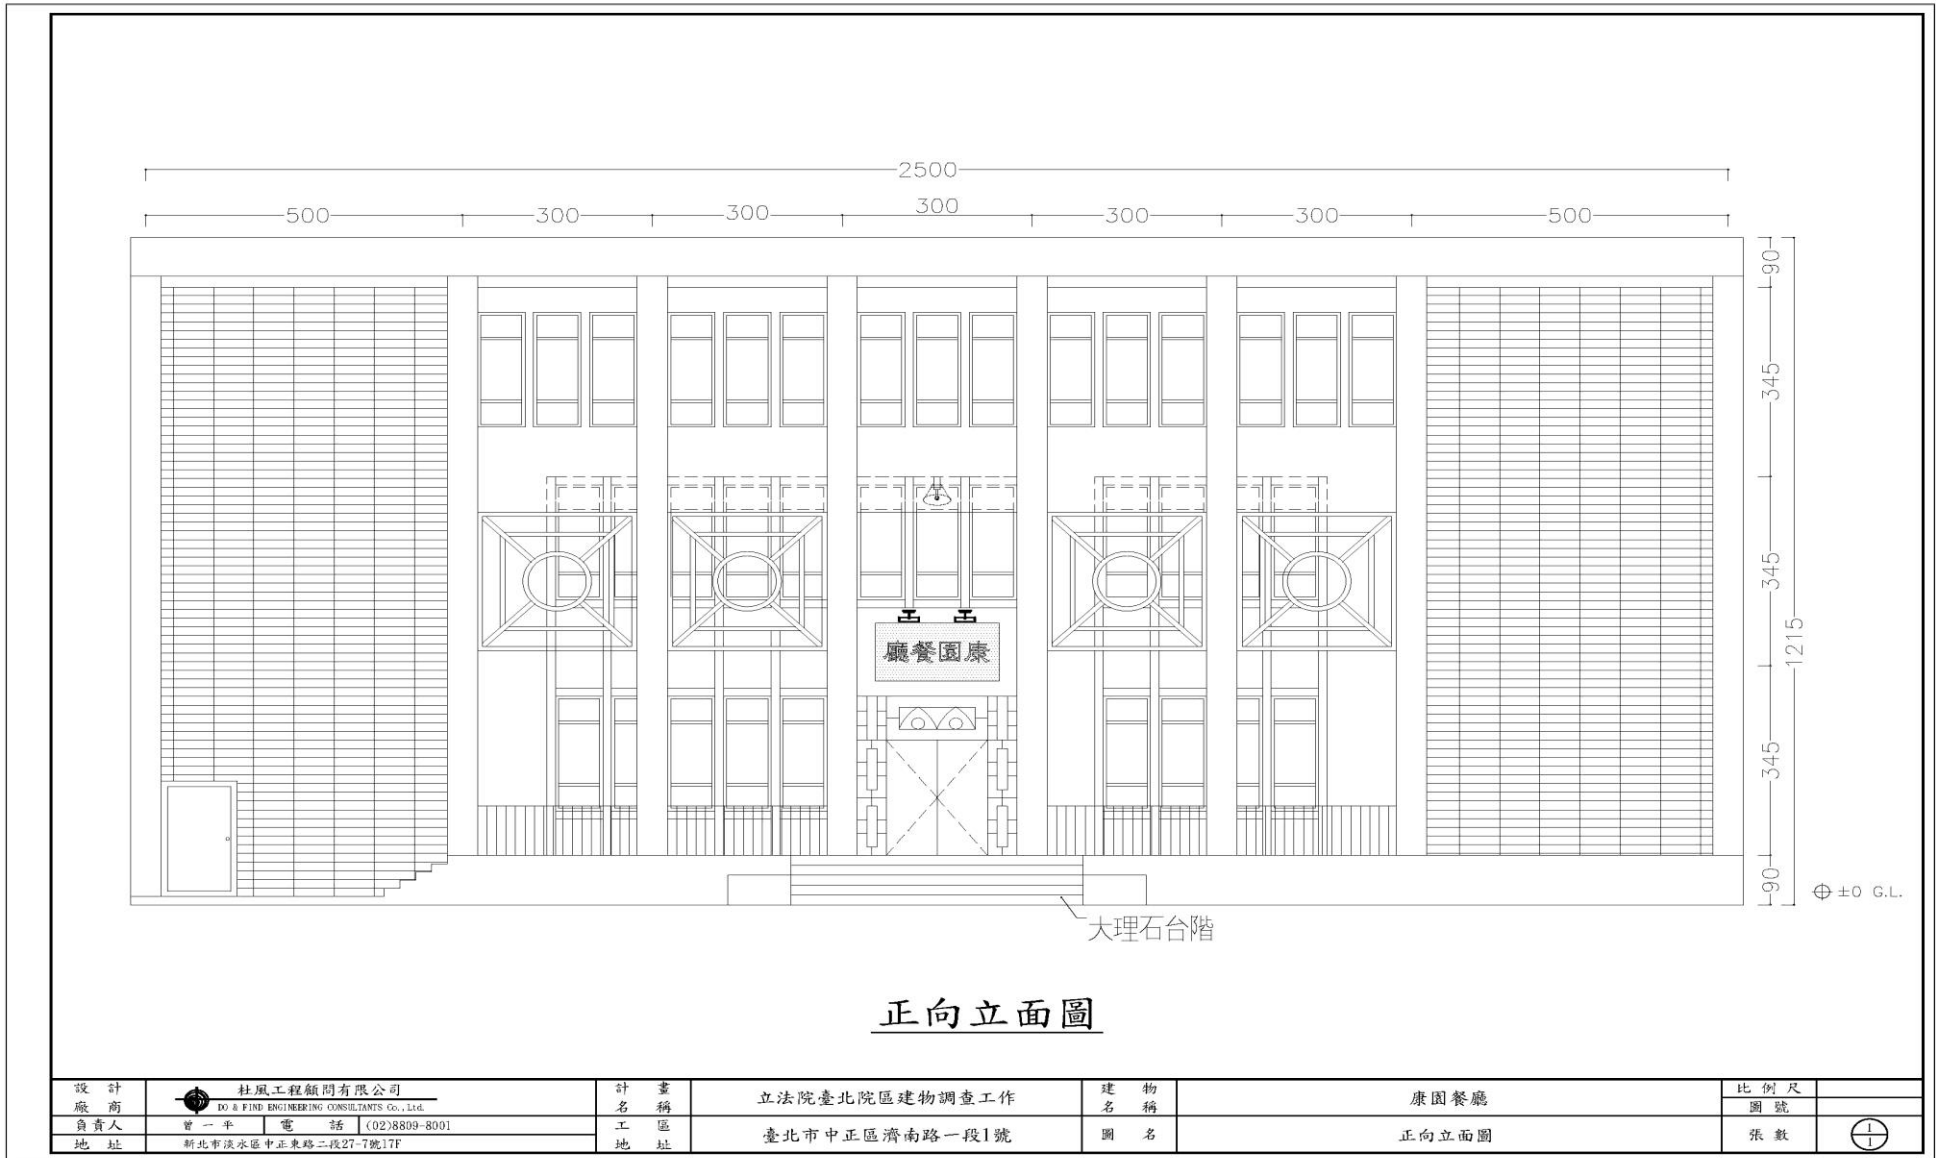 2500
500 300 300 300 300 300 500
90
345
345
345
90
1215
±0 G.L.
廳餐園康
大理石台階
正向立面圖
設計廠商 杜風工程顧問有限公司
DO & FIND ENGINEERING CONSULTANTS Co., Ltd.
負責人 曾一平 電話 (02)8809-8001
地址 新北市淡水區中正東路二段27-7號17F
計畫名稱 立法院臺北院區建物調查工作
工區地址 臺北市中正區濟南路一段1號
建物名稱 康園餐廳
圖名 正向立面圖
比例尺
圖號
張數 1/1